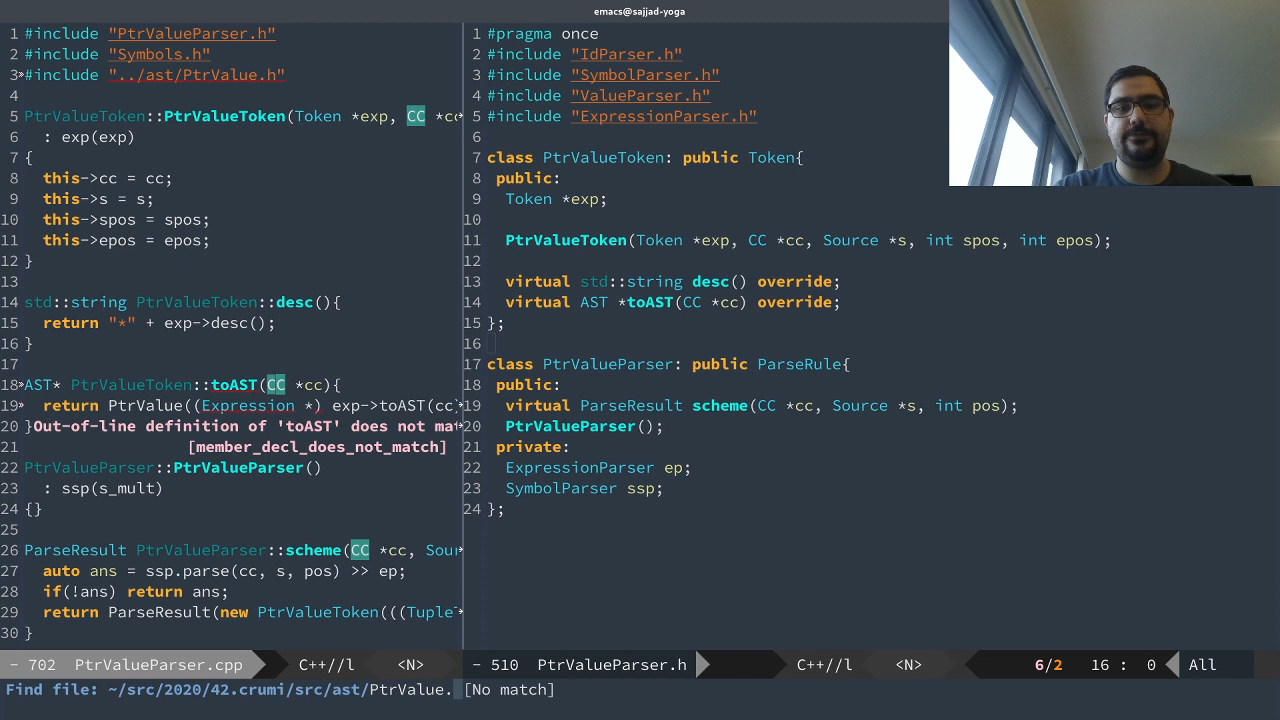 emacs@sajjad-yoga
1 #include "PtrValueParser.h"
2 #include "Symbols.h"
3»#include "../ast/PtrValue.h"
4
5 PtrValueToken::PtrValueToken(Token *exp, CC *cc
6   : exp(exp)
7 {
8   this->cc = cc;
9   this->s = s;
10   this->spos = spos;
11   this->epos = epos;
12 }
13
14 std::string PtrValueToken::desc(){
15   return "*" + exp->desc();
16 }
17
18»AST* PtrValueToken::toAST(CC *cc){
19»  return PtrValue((Expression *) exp->toAST(cc)
20 }Out-of-line definition of 'toAST' does not mat
21 [member_decl_does_not_match]
22 PtrValueParser::PtrValueParser()
23   : ssp(s_mult)
24 {}
25
26 ParseResult PtrValueParser::scheme(CC *cc, Sour
27   auto ans = ssp.parse(cc, s, pos) >> ep;
28   if(!ans) return ans;
29   return ParseResult(new PtrValueToken(((Tuple
30 }
- 702 PtrValueParser.cpp C++//l <N>
1 #pragma once
2 #include "IdParser.h"
3 #include "SymbolParser.h"
4 #include "ValueParser.h"
5 #include "ExpressionParser.h"
6
7 class PtrValueToken: public Token{
8  public:
9   Token *exp;
10
11   PtrValueToken(Token *exp, CC *cc, Source *s, int spos, int epos);
12
13   virtual std::string desc() override;
14   virtual AST *toAST(CC *cc) override;
15 };
16
17 class PtrValueParser: public ParseRule{
18  public:
19   virtual ParseResult scheme(CC *cc, Source *s, int pos);
20   PtrValueParser();
21  private:
22   ExpressionParser ep;
23   SymbolParser ssp;
24 };
- 510 PtrValueParser.h C++//l <N> 6/2 16 : 0 All
Find file: ~/src/2020/42.crumi/src/ast/PtrValue. [No match]